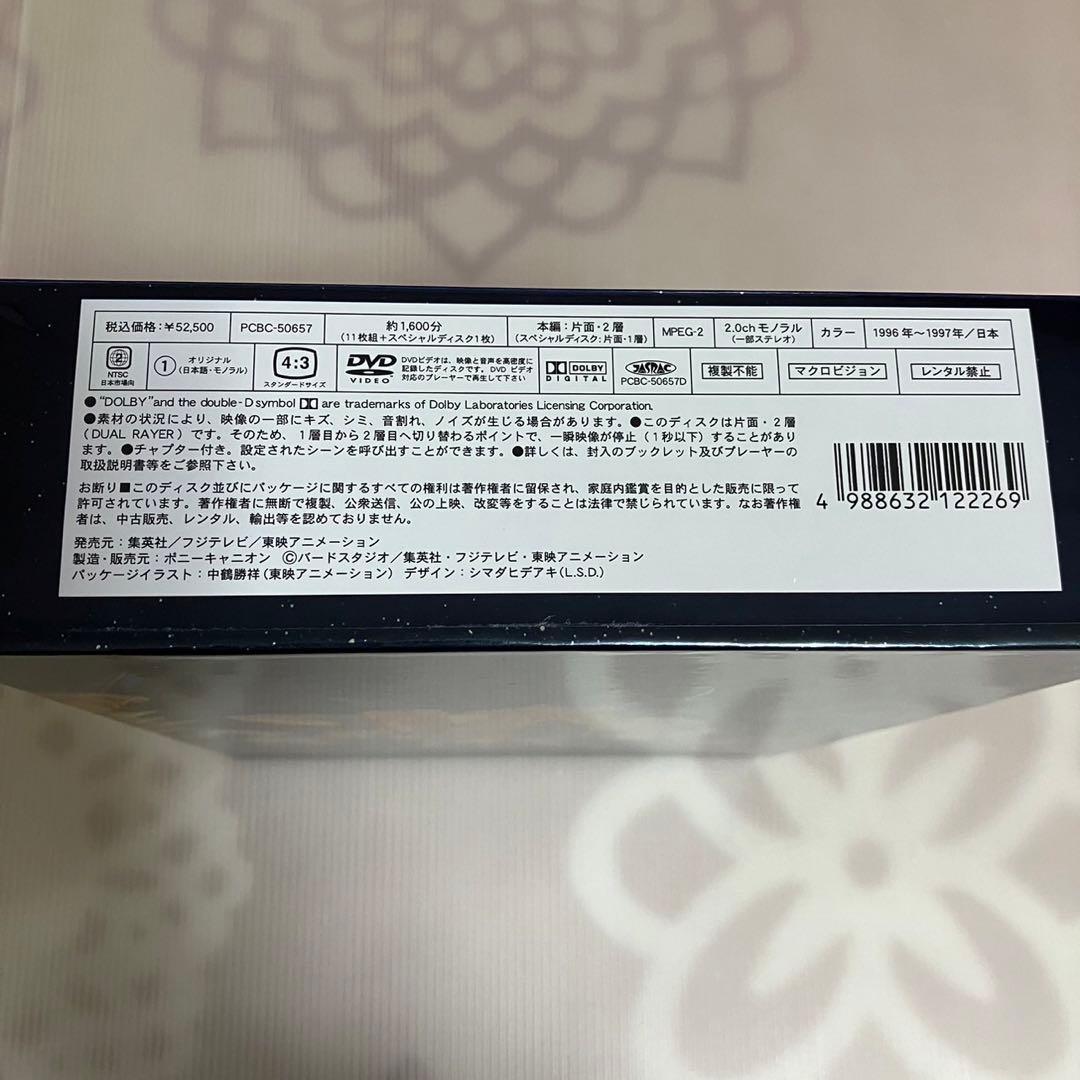 税込価格:¥52,500 PCBC-50657 約1,600分 (11枚組+スペシャルディスク1枚) 本編:片面・2層 (スペシャルディスク:片面・1層) MPEG-2 2.0chモノラル (一部ステレオ) カラー 1996年〜1997年/日本
2 NTSC 日本市場向 1 オリジナル (日本語・モノラル) 4:3 スタンダードサイズ DVD VIDEO DVDビデオは、映像と音声を高密度に記録したディスクです。DVDビデオ対応のプレーヤーで再生して下さい DOLBY DIGITAL JASRAC PCBC-50657D 複製不能 マクロビジョン レンタル禁止
●"DOLBY"and the double-D symbol are trademarks of Dolby Laboratories Licensing Corporation.
●素材の状況により、映像の一部にキズ、シミ、音割れ、ノイズが生じる場合があります。●このディスクは片面・2層
(DUAL RAYER)です。そのため、1層目から2層目へ切り替わるポイントで、一瞬映像が停止(1秒以下)することがあり
ます。●チャプター付き。設定されたシーンを呼び出すことができます。●詳しくは、封入のブックレット及びプレーヤーの
取扱説明書等をご参照下さい。
お断り■このディスク並びにパッケージに関するすべての権利は著作権者に留保され、家庭内鑑賞を目的とした販売に限って
許可されています。著作権者に無断で複製、公衆送信、公の上映、改変等をすることは法律で禁じられています。なお著作権
者は、中古販売、レンタル、輸出等を認めておりません。
4 988632 122269
発売元:集英社/フジテレビ/東映アニメーション
製造・販売元:ポニーキャニオン ©バードスタジオ/集英社・フジテレビ・東映アニメーション
パッケージイラスト:中鶴勝祥(東映アニメーション) デザイン:シマダヒデアキ(L.S.D.)